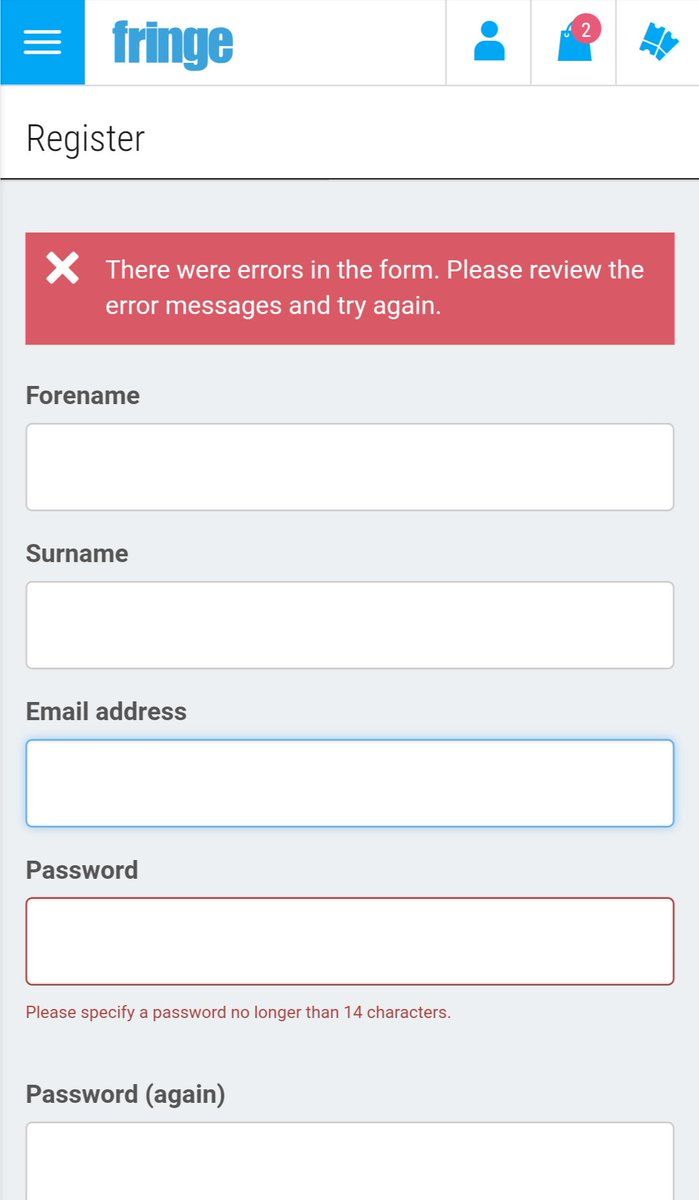 fringe
2
Register
There were errors in the form. Please review the
error messages and try again.
Forename
Surname
Email address
Password
Please specify a password no longer than 14 characters.
Password (again)